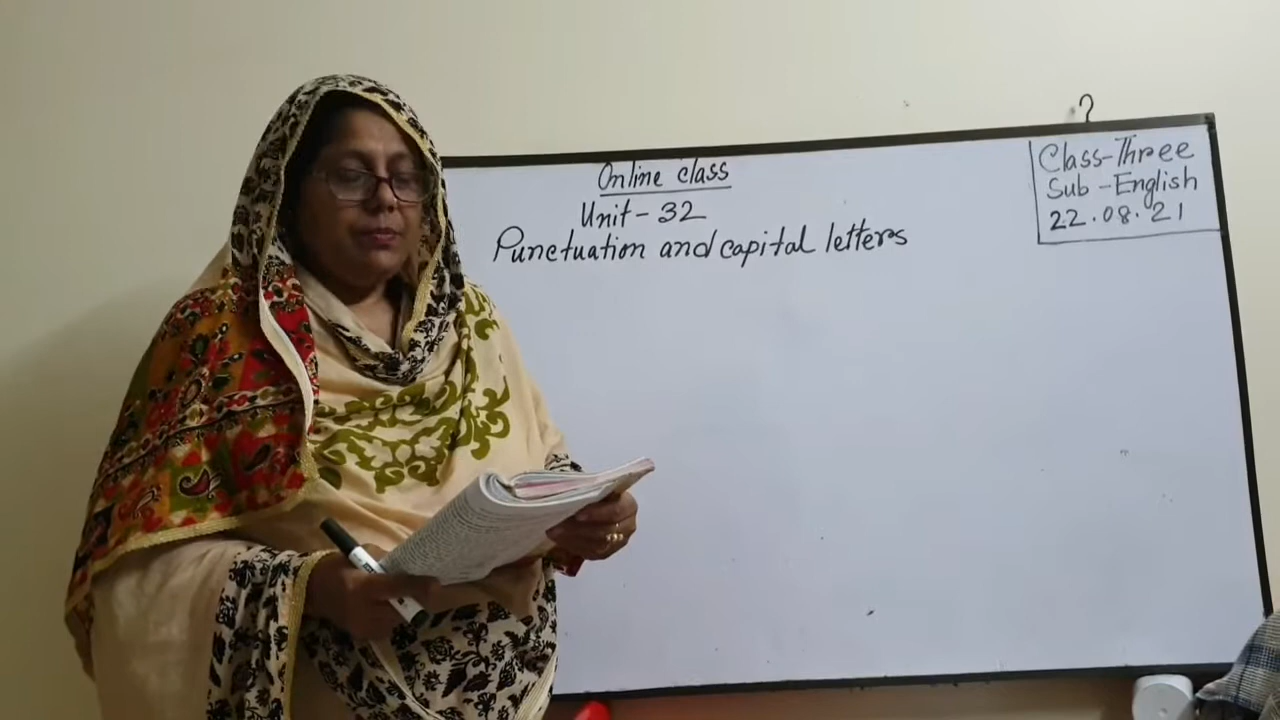 Online class
Unit-32
Punctuation and capital letters
Class-Three
Sub-English
22.08.21